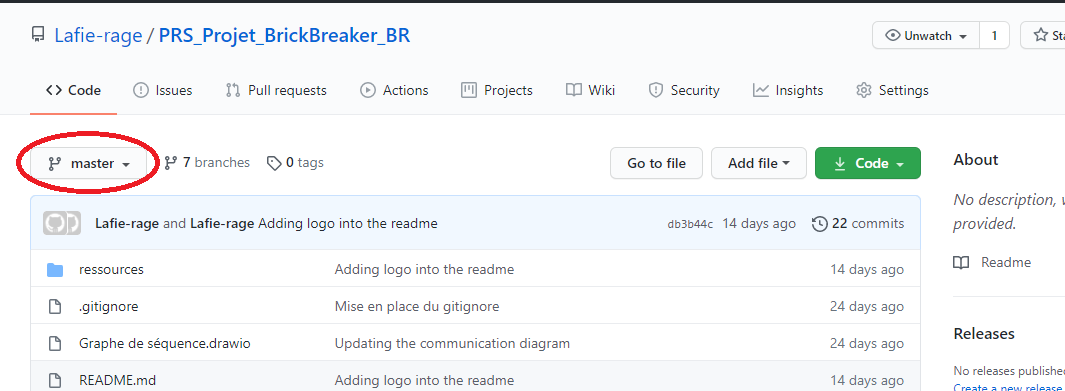 Lafie-rage / PRS_Projet_BrickBreaker_BR Unwatch 1
Code Issues Pull requests Actions Projects Wiki Security Insights Settings
master 7 branches 0 tags Go to file Add file Code About
Lafie-rage and Lafie-rage Adding logo into the readme db3b44c 14 days ago 22 commits
No description,
provided.
ressources Adding logo into the readme 14 days ago
Readme
.gitignore Mise en place du gitignore 24 days ago
Graphe de séquence.drawio Updating the communication diagram 24 days ago
Releases
No releases published
README.md Adding logo into the readme 14 days ago
Create a new release